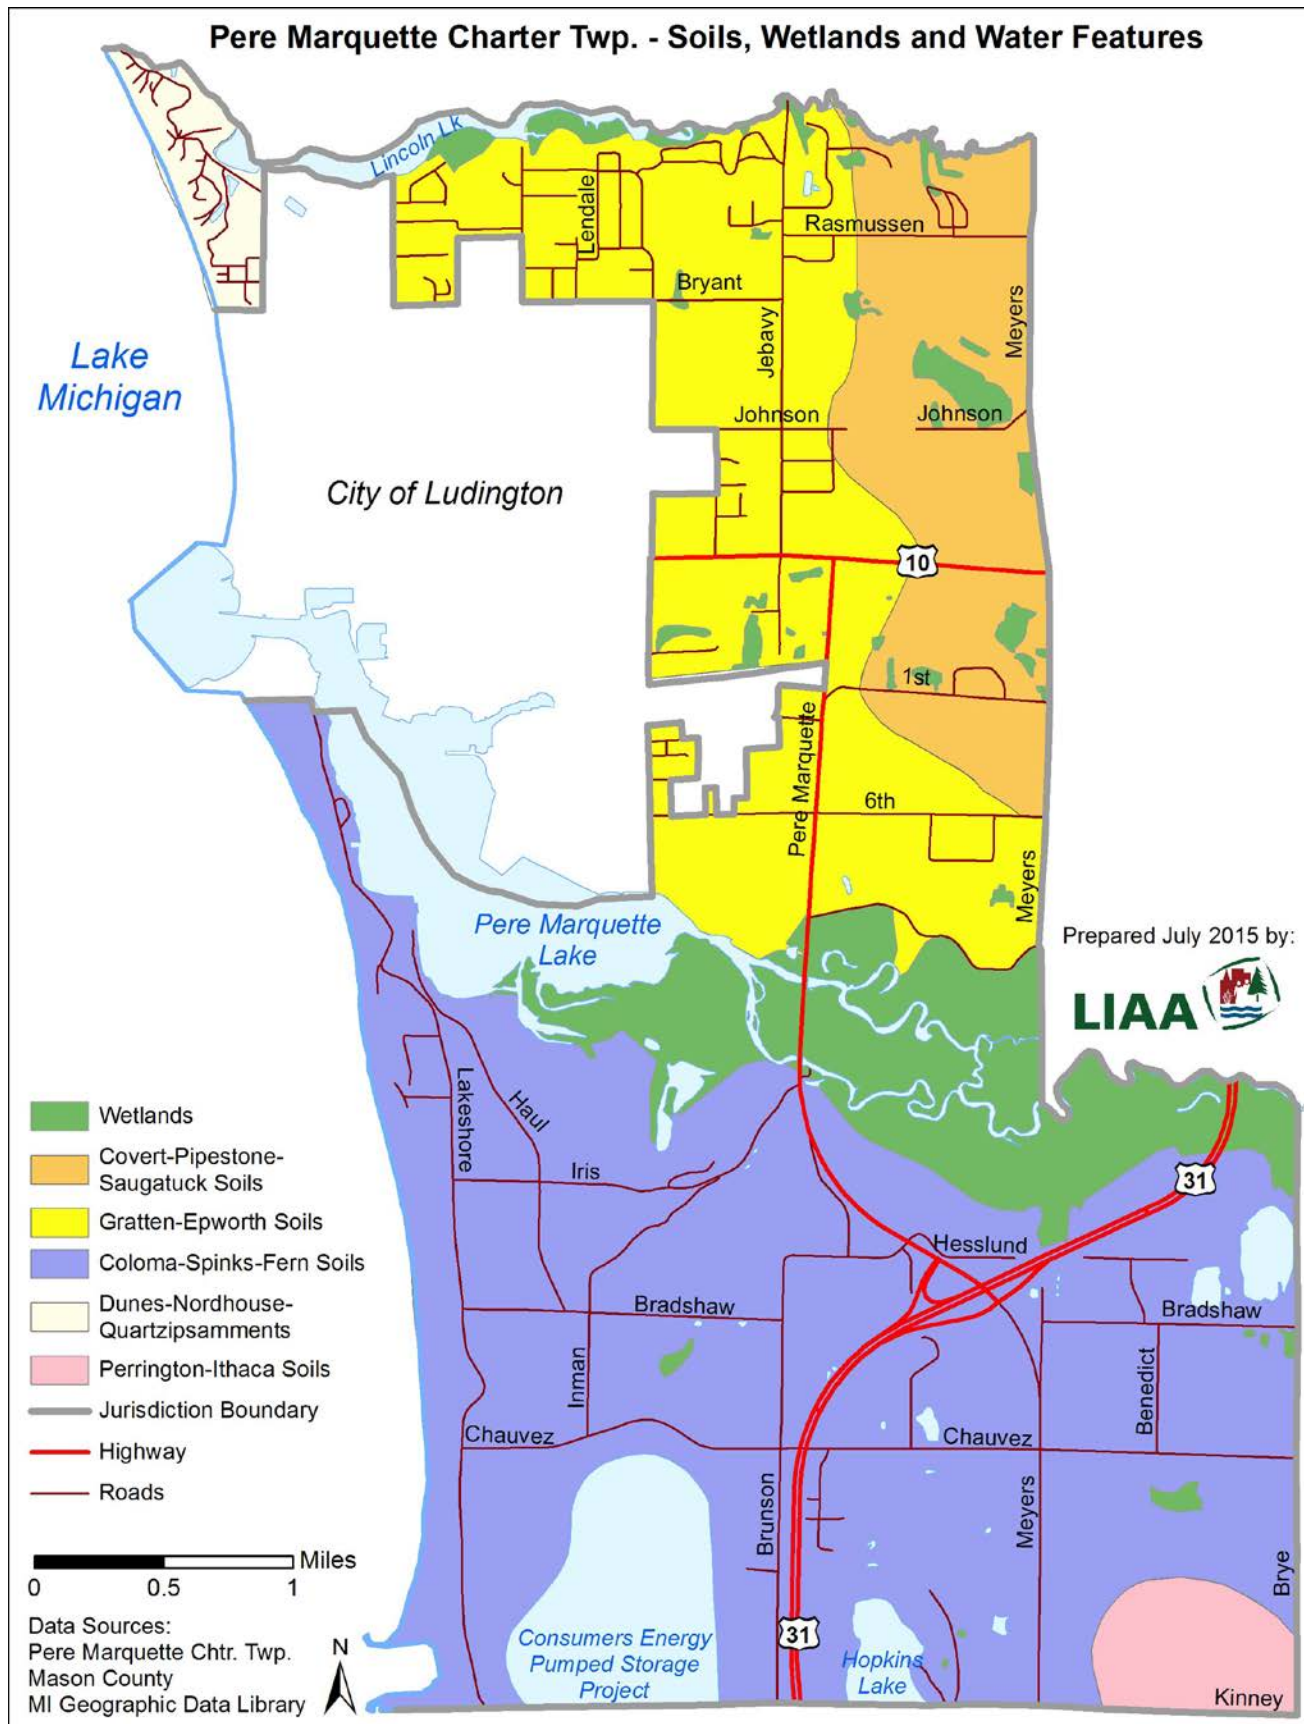 Pere Marquette Charter Twp. - Soils, Wetlands and Water Features
Lincoln Lk
Lendale
Rasmussen
Bryant
Meyers
Jebavy
Lake
Michigan
Johnson
Johnson
City of Ludington
10
1st
Pere Marquette
6th
Meyers
Pere Marquette
Lake
Prepared July 2015 by:
LIAA
Lakeshore
Haul
Iris
31
Hesslund
Bradshaw
Bradshaw
Inman
Benedict
Chauvez
Chauvez
Brunson
Meyers
Brye
31
Consumers Energy
Pumped Storage
Project
Hopkins
Lake
Kinney
Wetlands
Covert-Pipestone-
Saugatuck Soils
Gratten-Epworth Soils
Coloma-Spinks-Fern Soils
Dunes-Nordhouse-
Quartzipsamments
Perrington-Ithaca Soils
Jurisdiction Boundary
Highway
Roads
Miles
0 0.5 1
Data Sources:
Pere Marquette Chtr. Twp.
Mason County
MI Geographic Data Library
N